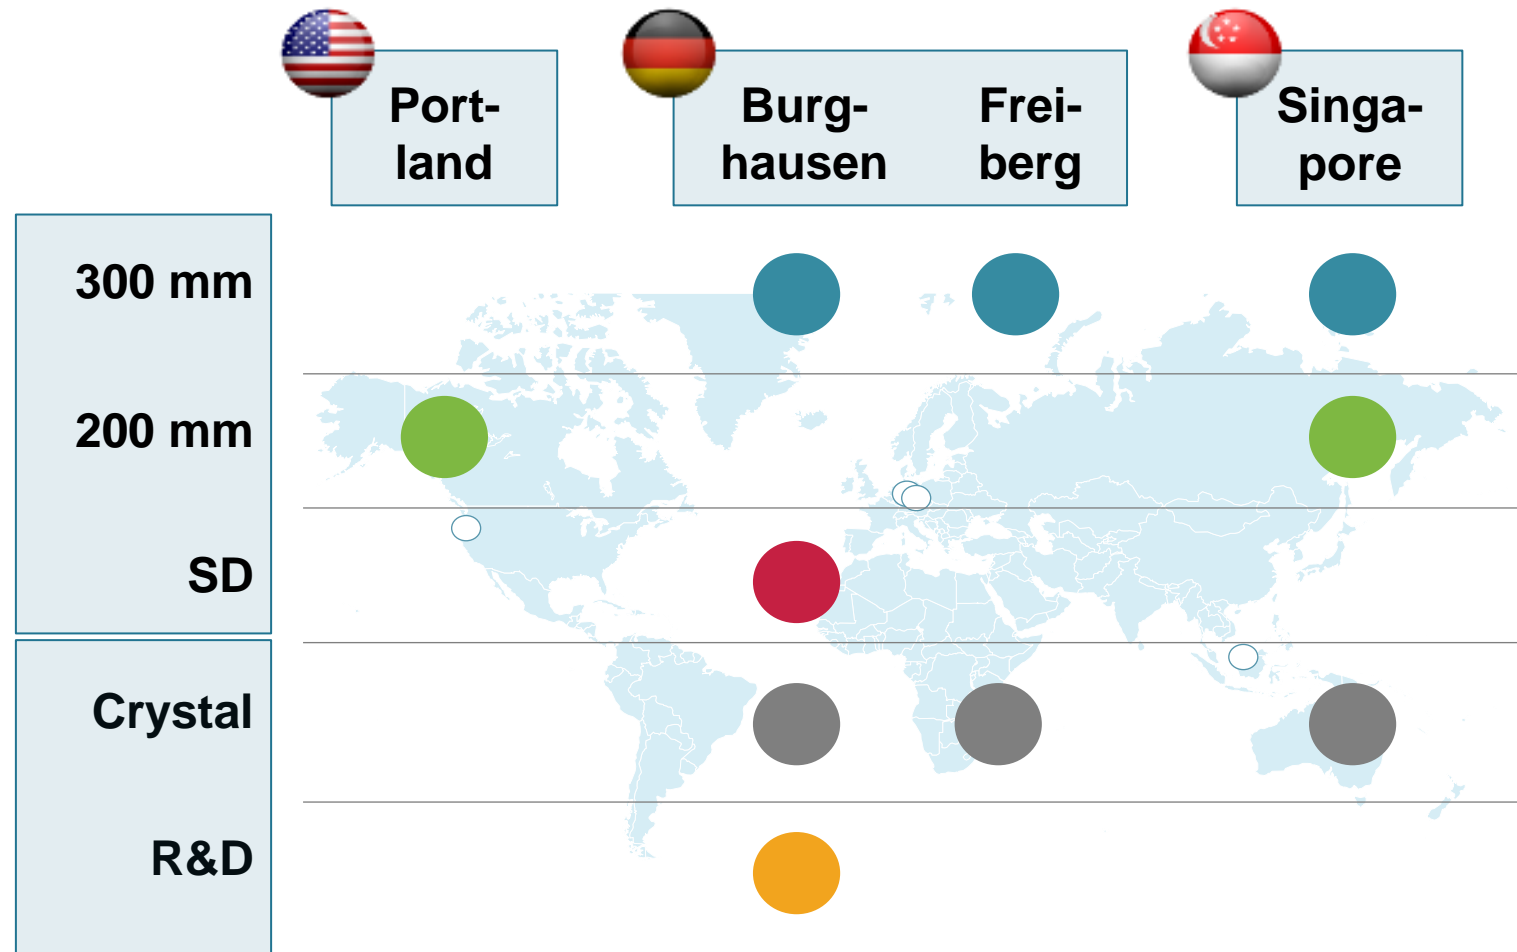 Port-
land
Burg-
hausen
Frei-
berg
Singa-
pore
300 mm
200 mm
SD
Crystal
R&D